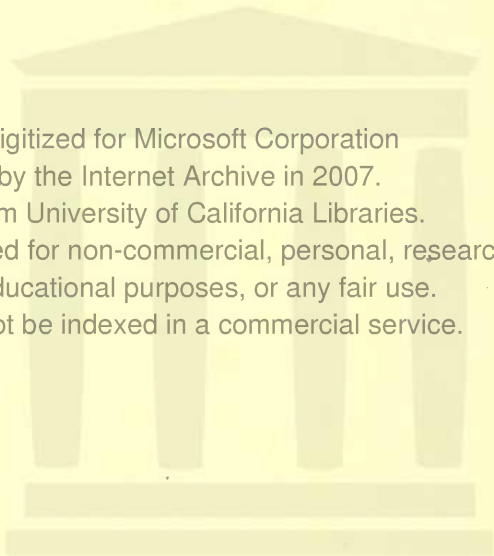 igitized for Microsoft Corporation
by the Internet Archive in 2007.
m University of California Libraries.
ed for non-commercial, personal, researc
ducational purposes, or any fair use.
ot be indexed in a commercial service.